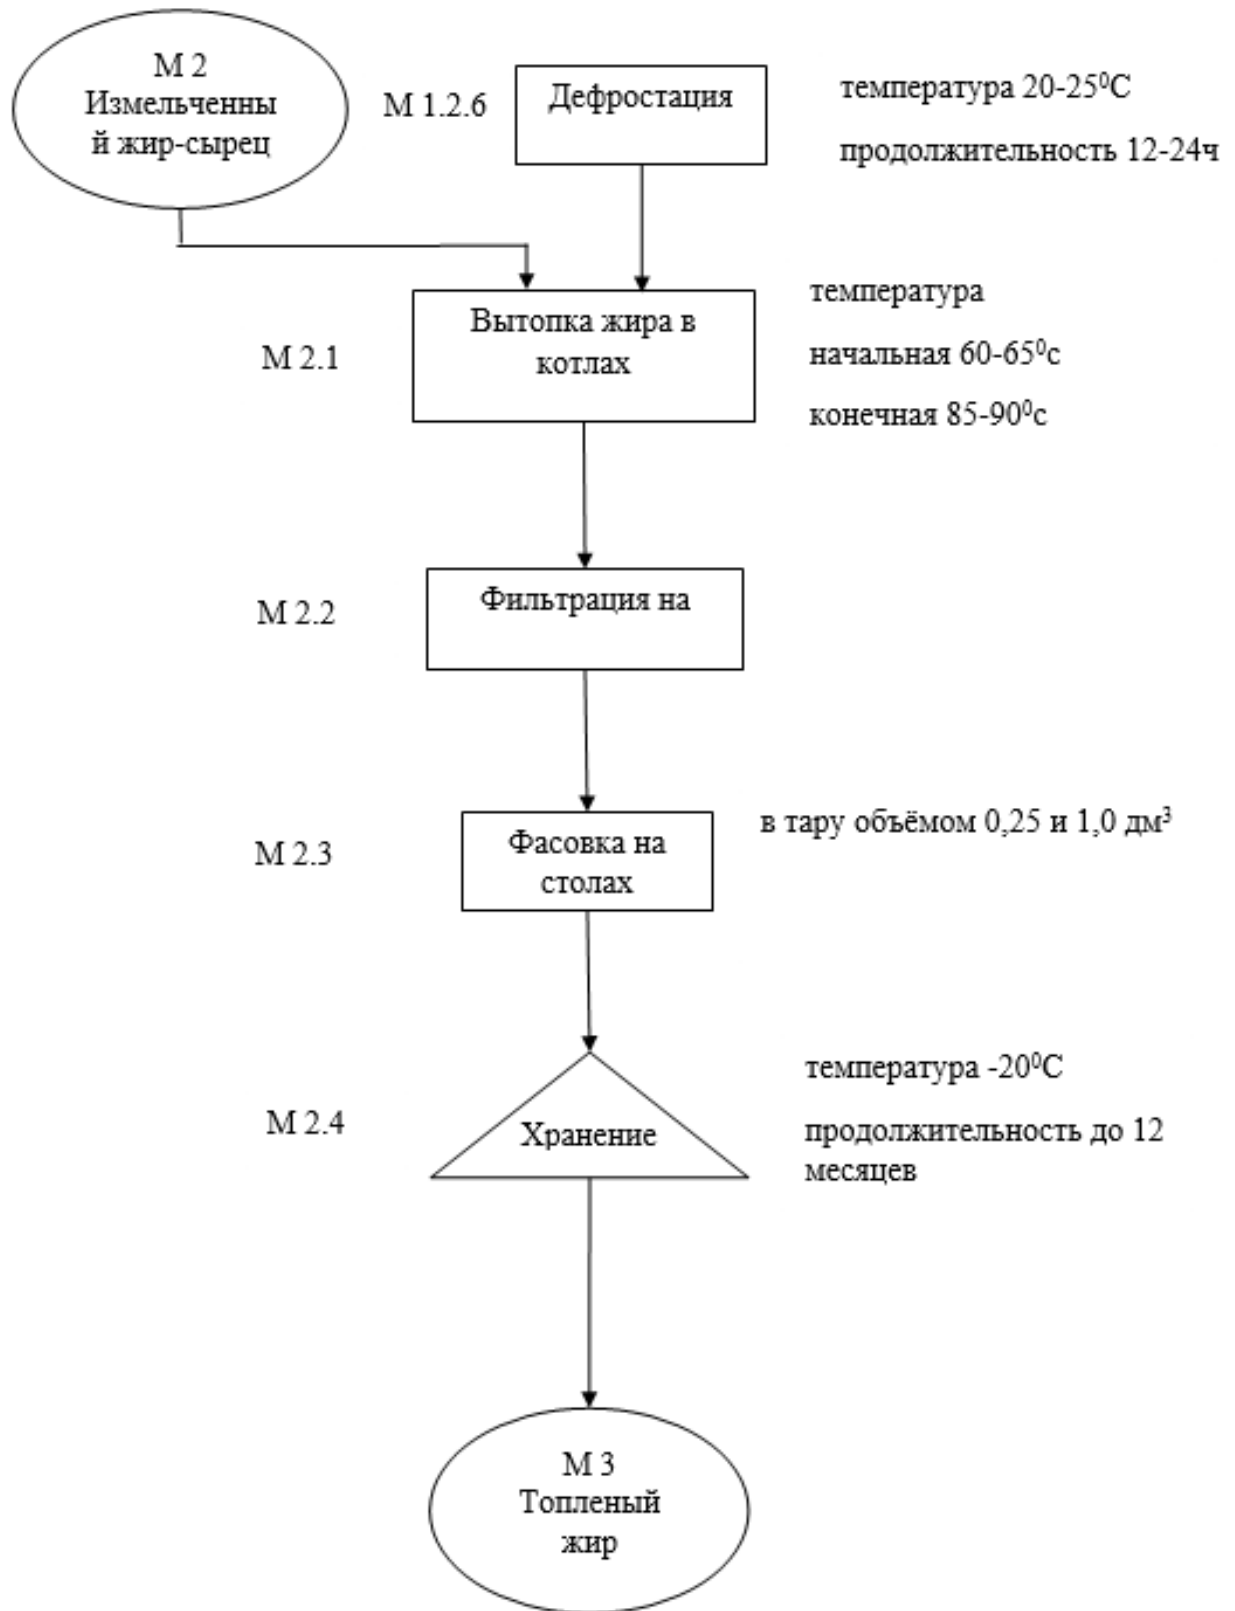 М 2
Измельченны
й жир-сырец
М 1.2.6
Дефростация
температура 20-25⁰С
продолжительность 12-24ч
М 2.1
Вытопка жира в
котлах
температура
начальная 60-65⁰с
конечная 85-90⁰с
М 2.2
Фильтрация на
М 2.3
Фасовка на
столах
в тару объёмом 0,25 и 1,0 дм³
М 2.4
Хранение
температура -20⁰С
продолжительность до 12
месяцев
М 3
Топленый
жир